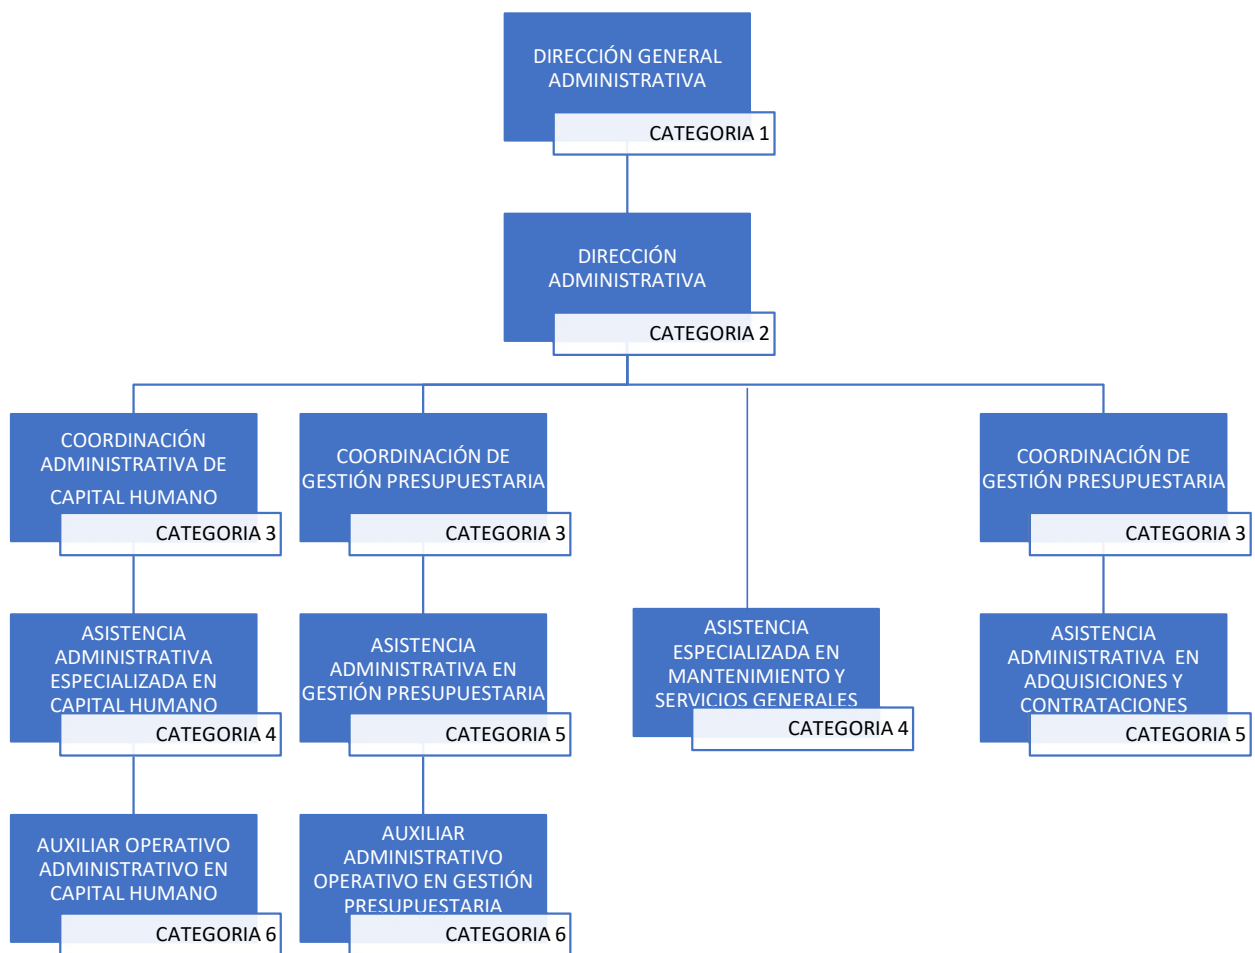 DIRECCIÓN GENERAL
ADMINISTRATIVA
CATEGORIA 1
DIRECCIÓN
ADMINISTRATIVA
CATEGORIA 2
COORDINACIÓN
ADMINISTRATIVA DE
CAPITAL HUMANO
CATEGORIA 3
COORDINACIÓN DE
GESTIÓN PRESUPUESTARIA
CATEGORIA 3
COORDINACIÓN DE
GESTIÓN PRESUPUESTARIA
CATEGORIA 3
ASISTENCIA
ADMINISTRATIVA
ESPECIALIZADA EN
CAPITAL HUMANO
CATEGORIA 4
ASISTENCIA
ADMINISTRATIVA EN
GESTIÓN PRESUPUESTARIA
CATEGORIA 5
ASISTENCIA
ESPECIALIZADA EN
MANTENIMIENTO Y
SERVICIOS GENERALES
CATEGORIA 4
ASISTENCIA
ADMINISTRATIVA EN
ADQUISICIONES Y
CONTRATACIONES
CATEGORIA 5
AUXILIAR OPERATIVO
ADMINISTRATIVO EN
CAPITAL HUMANO
CATEGORIA 6
AUXILIAR
ADMINISTRATIVO
OPERATIVO EN GESTIÓN
PRESUPUESTARIA
CATEGORIA 6